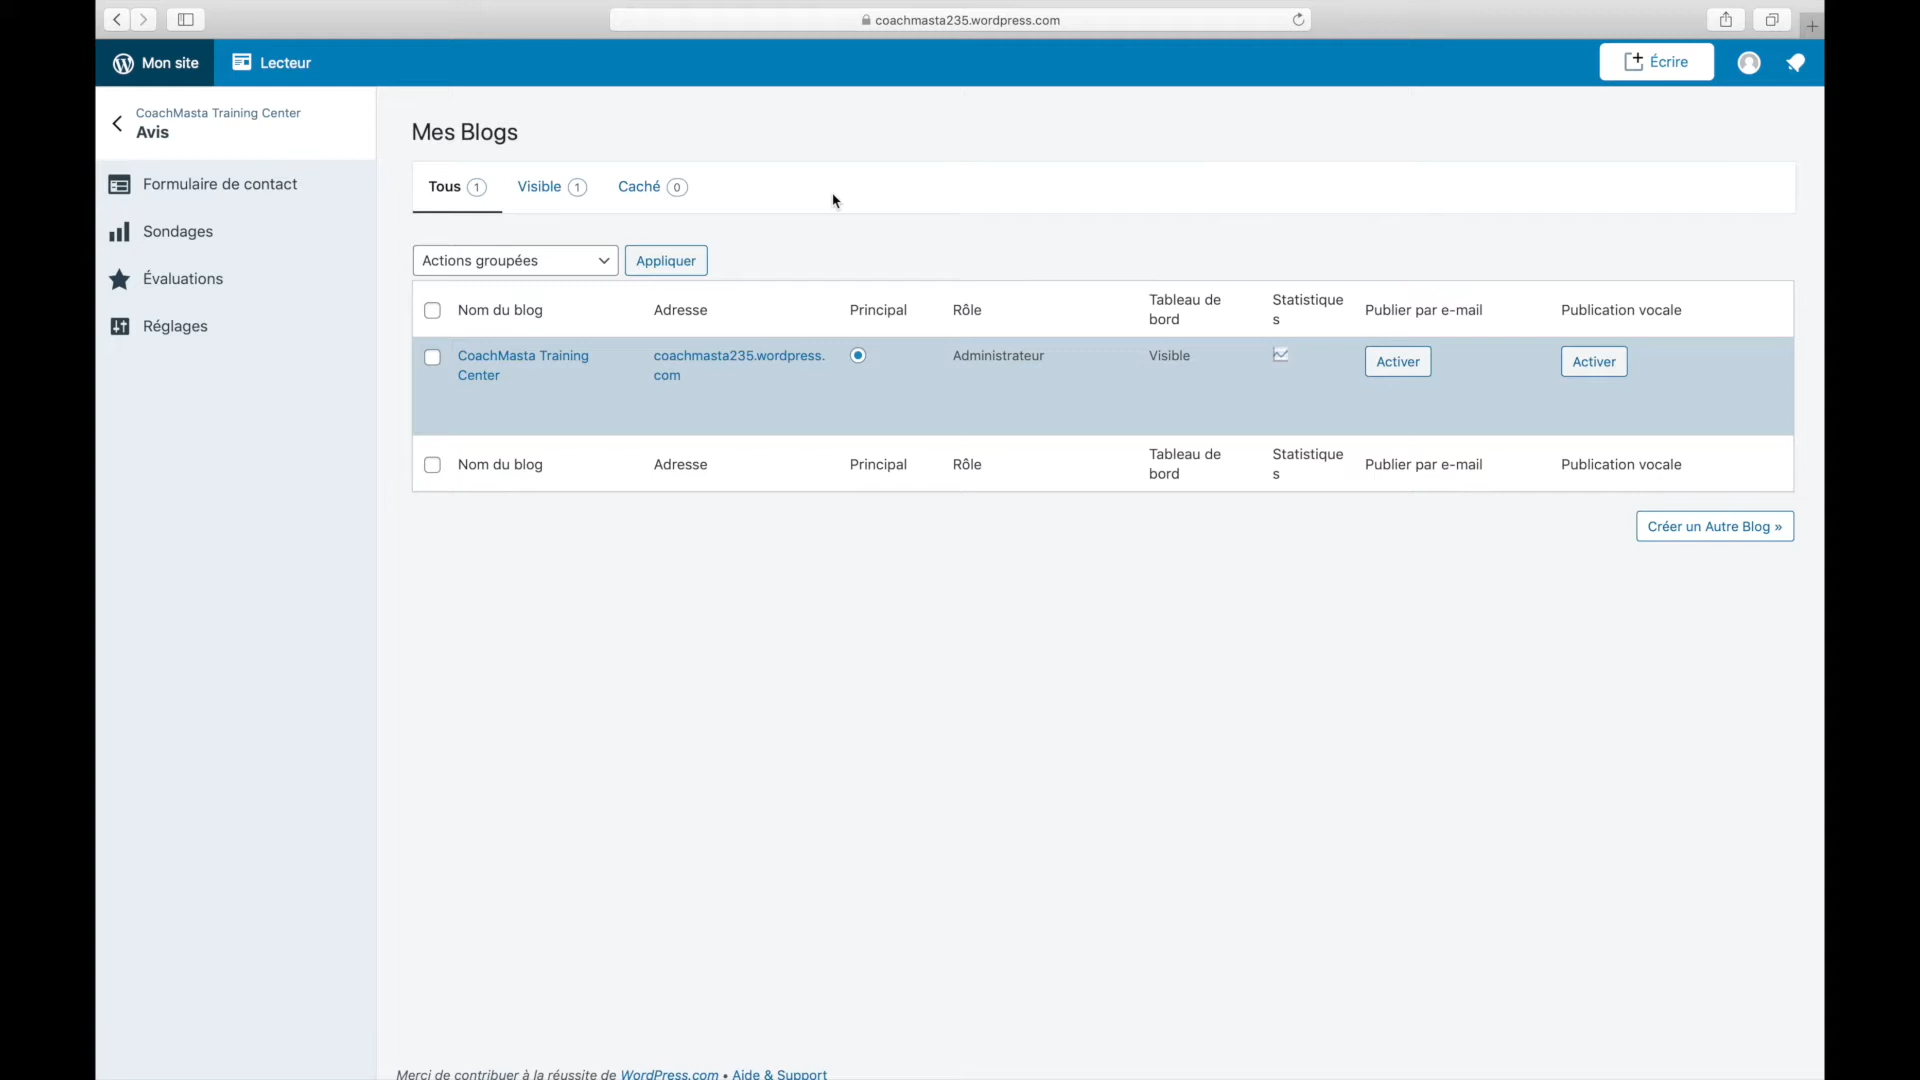 coachmasta235.wordpress.com
Mon site
Lecteur
Écrire
CoachMasta Training Center
Avis
Formulaire de contact
Sondages
Évaluations
Réglages
Mes Blogs
Tous 1
Visible 1
Caché 0
Actions groupées
Appliquer
Nom du blog
Adresse
Principal
Rôle
Tableau de
bord
Statistique
s
Publier par e-mail
Publication vocale
CoachMasta Training
Center
coachmasta235.wordpress.
com
Administrateur
Visible
Activer
Activer
Nom du blog
Adresse
Principal
Rôle
Tableau de
bord
Statistique
s
Publier par e-mail
Publication vocale
Créer un Autre Blog »
Merci de contribuer à la réussite de WordPress.com • Aide & Support